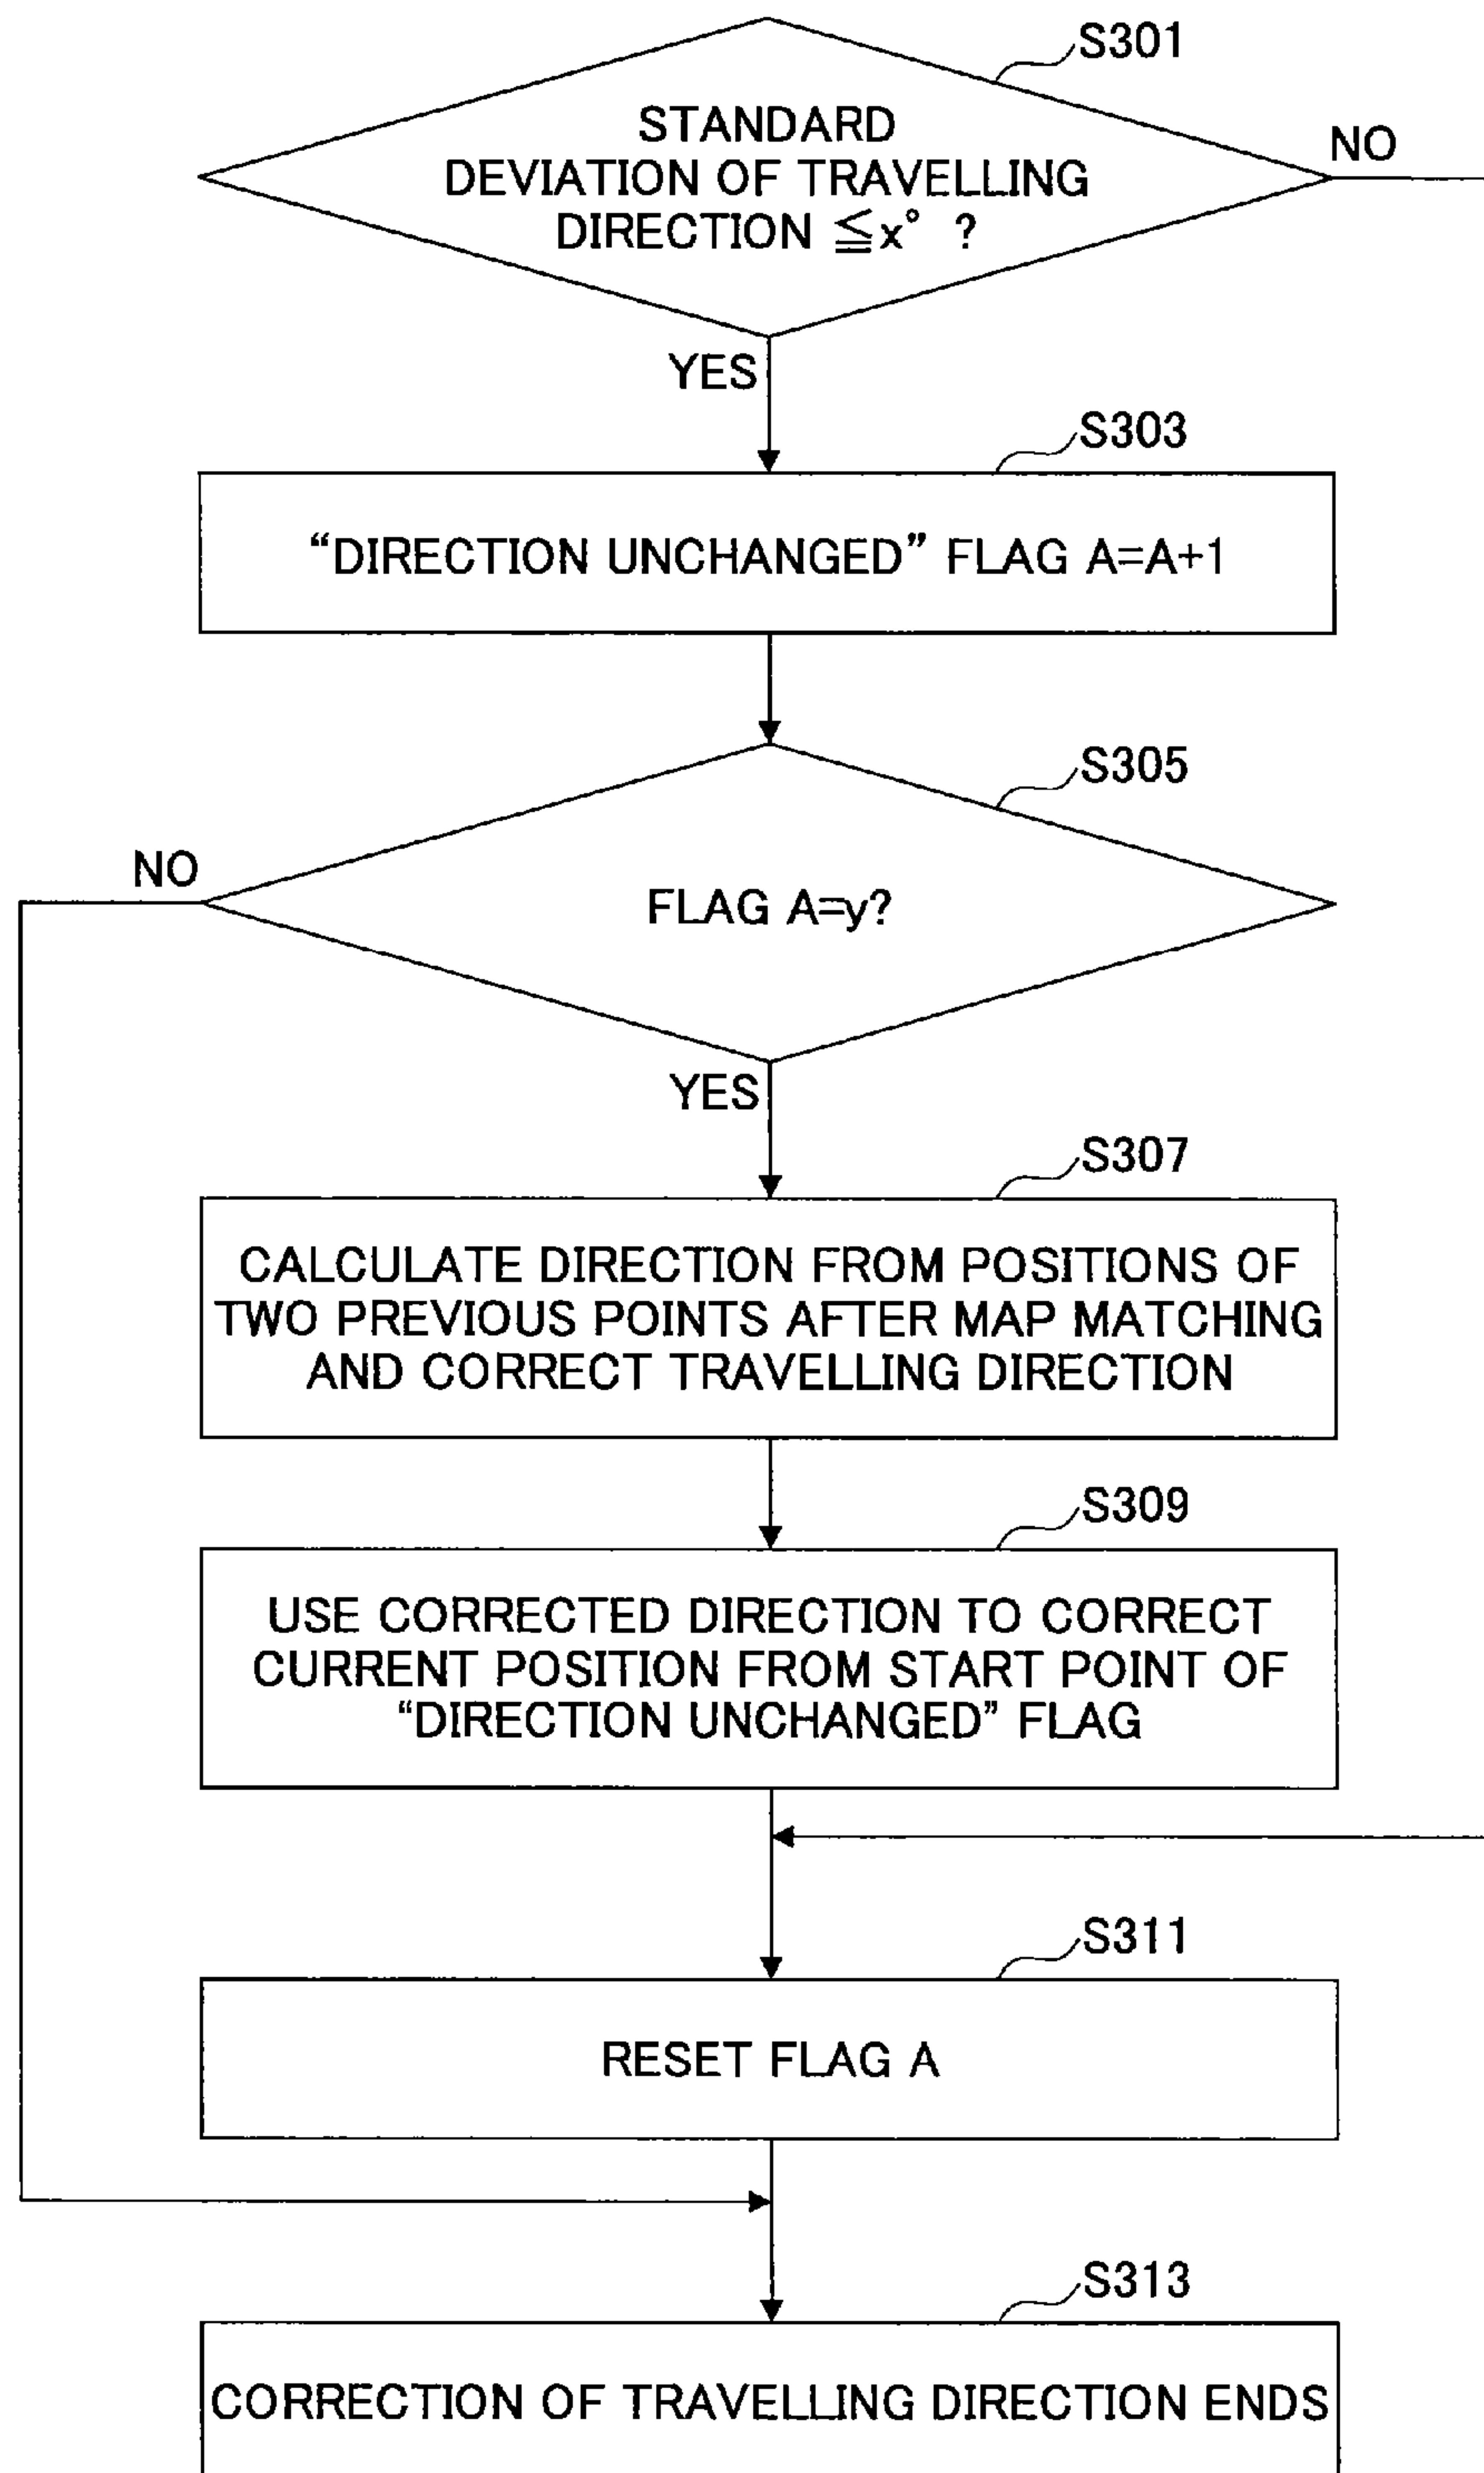 S301
STANDARD
DEVIATION OF TRAVELLING
DIRECTION ≦x° ?
NO
YES
S303
“DIRECTION UNCHANGED” FLAG A=A+1
S305
NO
FLAG A=y?
YES
S307
CALCULATE DIRECTION FROM POSITIONS OF
TWO PREVIOUS POINTS AFTER MAP MATCHING
AND CORRECT TRAVELLING DIRECTION
S309
USE CORRECTED DIRECTION TO CORRECT
CURRENT POSITION FROM START POINT OF
“DIRECTION UNCHANGED” FLAG
S311
RESET FLAG A
S313
CORRECTION OF TRAVELLING DIRECTION ENDS